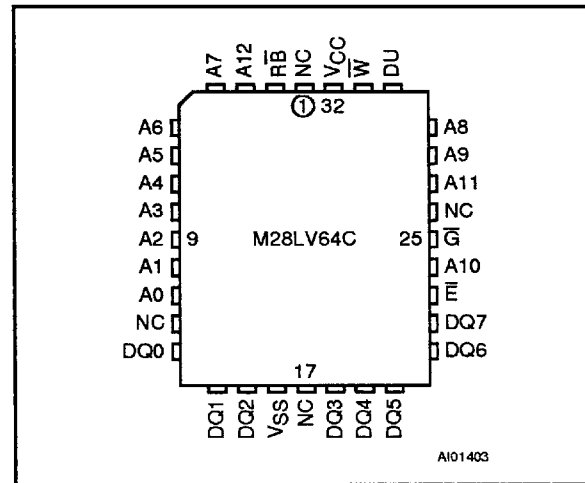 A7 A12 R̅B NC VCC W̅ DU
1 32
A6 A8
A5 A9
A4 A11
A3 NC
A2 9 M28LV64C 25 G̅
A1 A10
A0 E̅
NC DQ7
DQ0 DQ6
17
DQ1 DQ2 VSS NC DQ3 DQ4 DQ5
AI01403